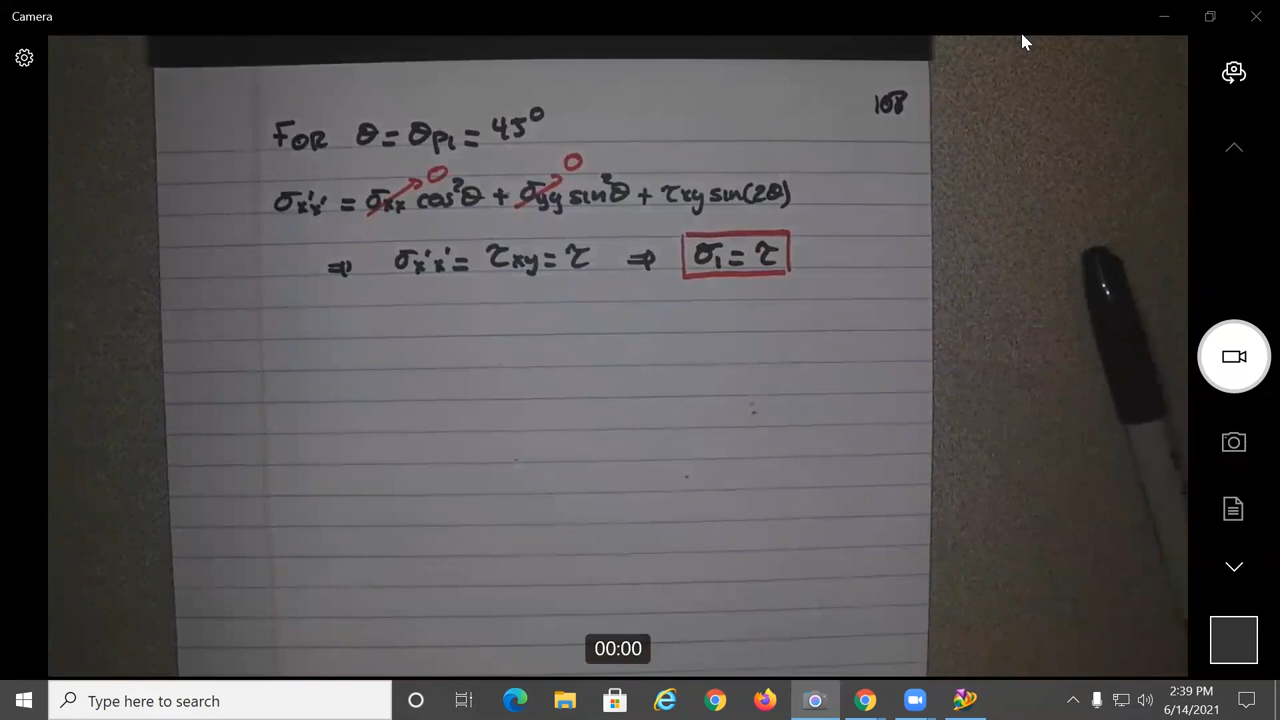 Camera
108
FOR θ = θp₁ = 45°
0 0
σx'x' = σxx cos²θ + σyy sin²θ + τxy sin(2θ)
⇒ σx'x' = τxy = τ ⇒ σ₁ = τ
00:00
Type here to search
2:39 PM
6/14/2021